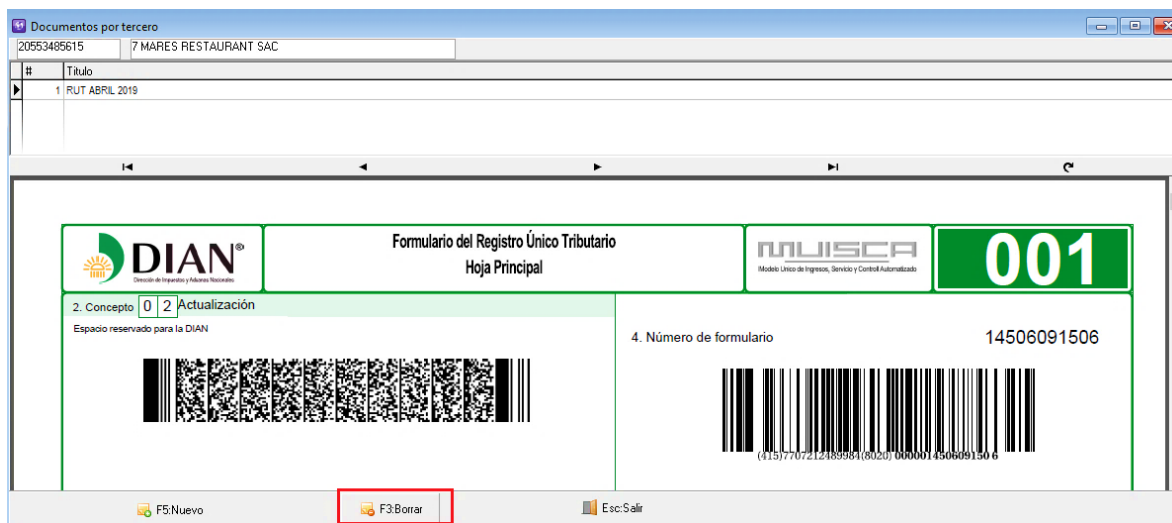 Documentos por tercero
20553485615 7 MARES RESTAURANT SAC
# Titulo
1 RUT ABRIL 2019
DIAN®
Dirección de Impuestos y Aduanas Nacionales
Formulario del Registro Único Tributario
Hoja Principal
MUISCA
Modelo Unico de Ingresos, Servicio y Control Automatizado
001
2. Concepto 0 2 Actualización
Espacio reservado para la DIAN
4. Número de formulario 14506091506
(415)7707212489984(8020) 000001450609150 6
F5:Nuevo F3:Borrar Esc:Salir